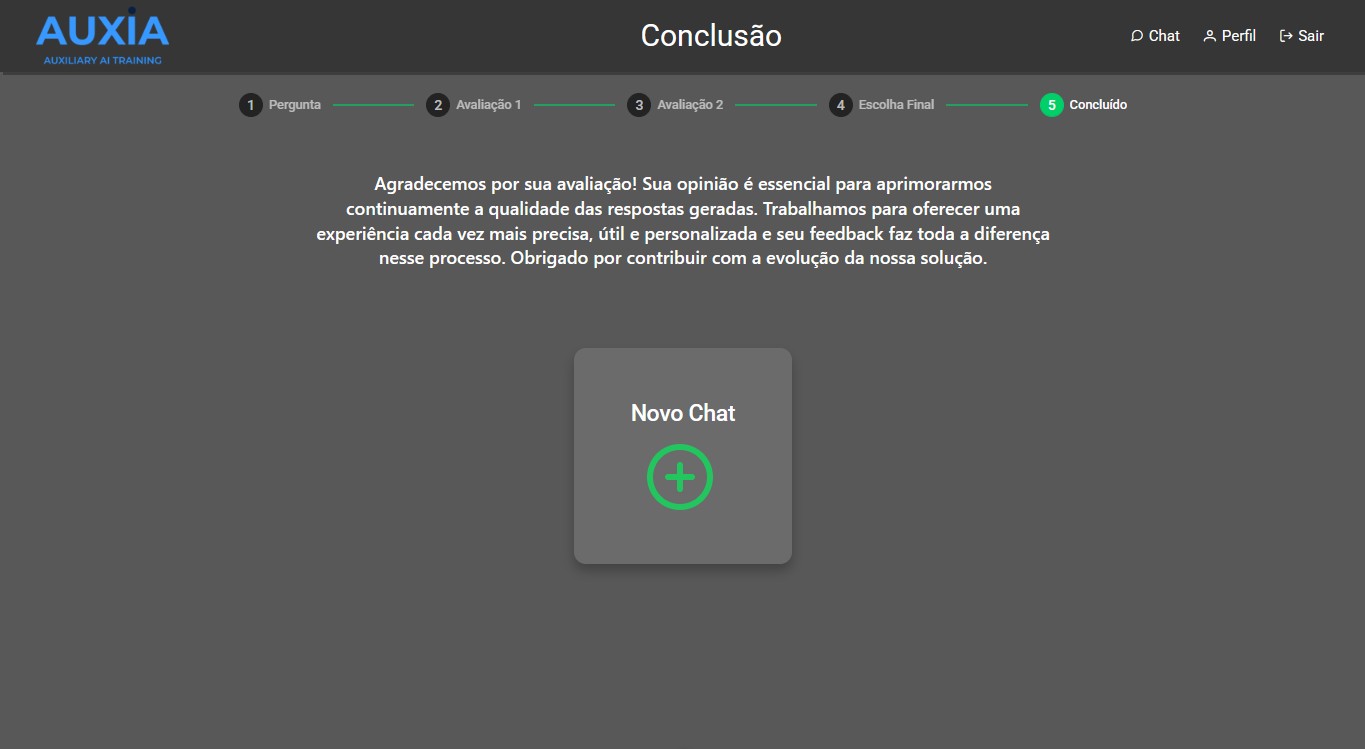 AUXIA
AUXILIARY AI TRAINING
Conclusão
Chat
Perfil
Sair
1 Pergunta
2 Avaliação 1
3 Avaliação 2
4 Escolha Final
5 Concluído
Agradecemos por sua avaliação! Sua opinião é essencial para aprimorarmos
continuamente a qualidade das respostas geradas. Trabalhamos para oferecer uma
experiência cada vez mais precisa, útil e personalizada e seu feedback faz toda a diferença
nesse processo. Obrigado por contribuir com a evolução da nossa solução.
Novo Chat